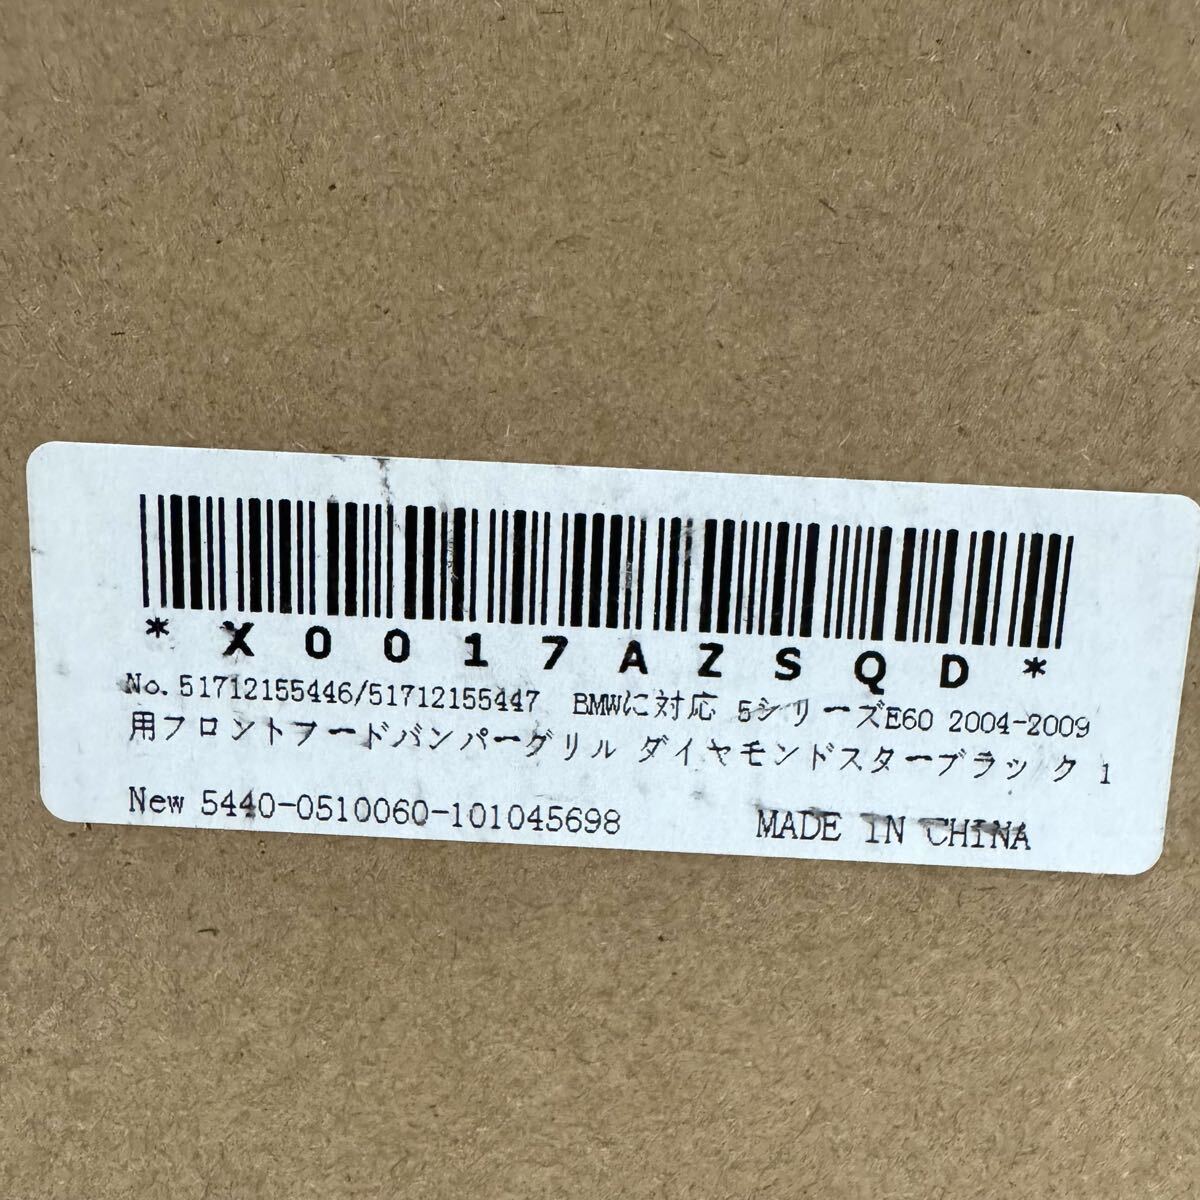 *X0017AZSQD*
No.51712155446/51712155447 BMWに対応 5シリーズE60 2004-2009
用フロントフードバンパーグリル ダイヤモンドスターブラック 1
New 5440-0510060-101045698 MADE IN CHINA